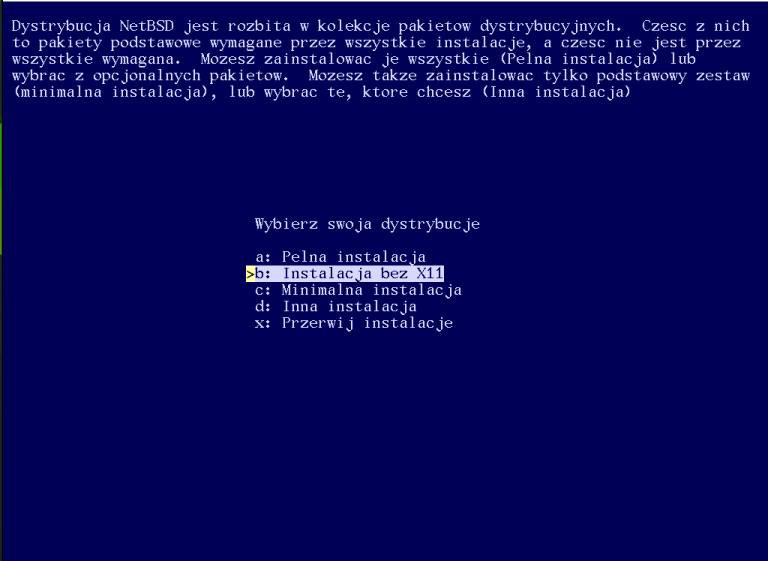 Dystrybucja NetBSD jest rozbita w kolekcje pakietow dystrybucyjnych.  Czesc z nich
to pakiety podstawowe wymagane przez wszystkie instalacje, a czesc nie jest przez
wszystkie wymagana.  Mozesz zainstalowac je wszystkie (Pelna instalacja) lub
wybrac z opcjonalnych pakietow.  Mozesz takze zainstalowac tylko podstawowy zestaw
(minimalna instalacja), lub wybrac te, ktore chcesz (Inna instalacja)
Wybierz swoja dystrybucje
a: Pelna instalacja
>b: Instalacja bez X11
c: Minimalna instalacja
d: Inna instalacja
x: Przerwij instalacje